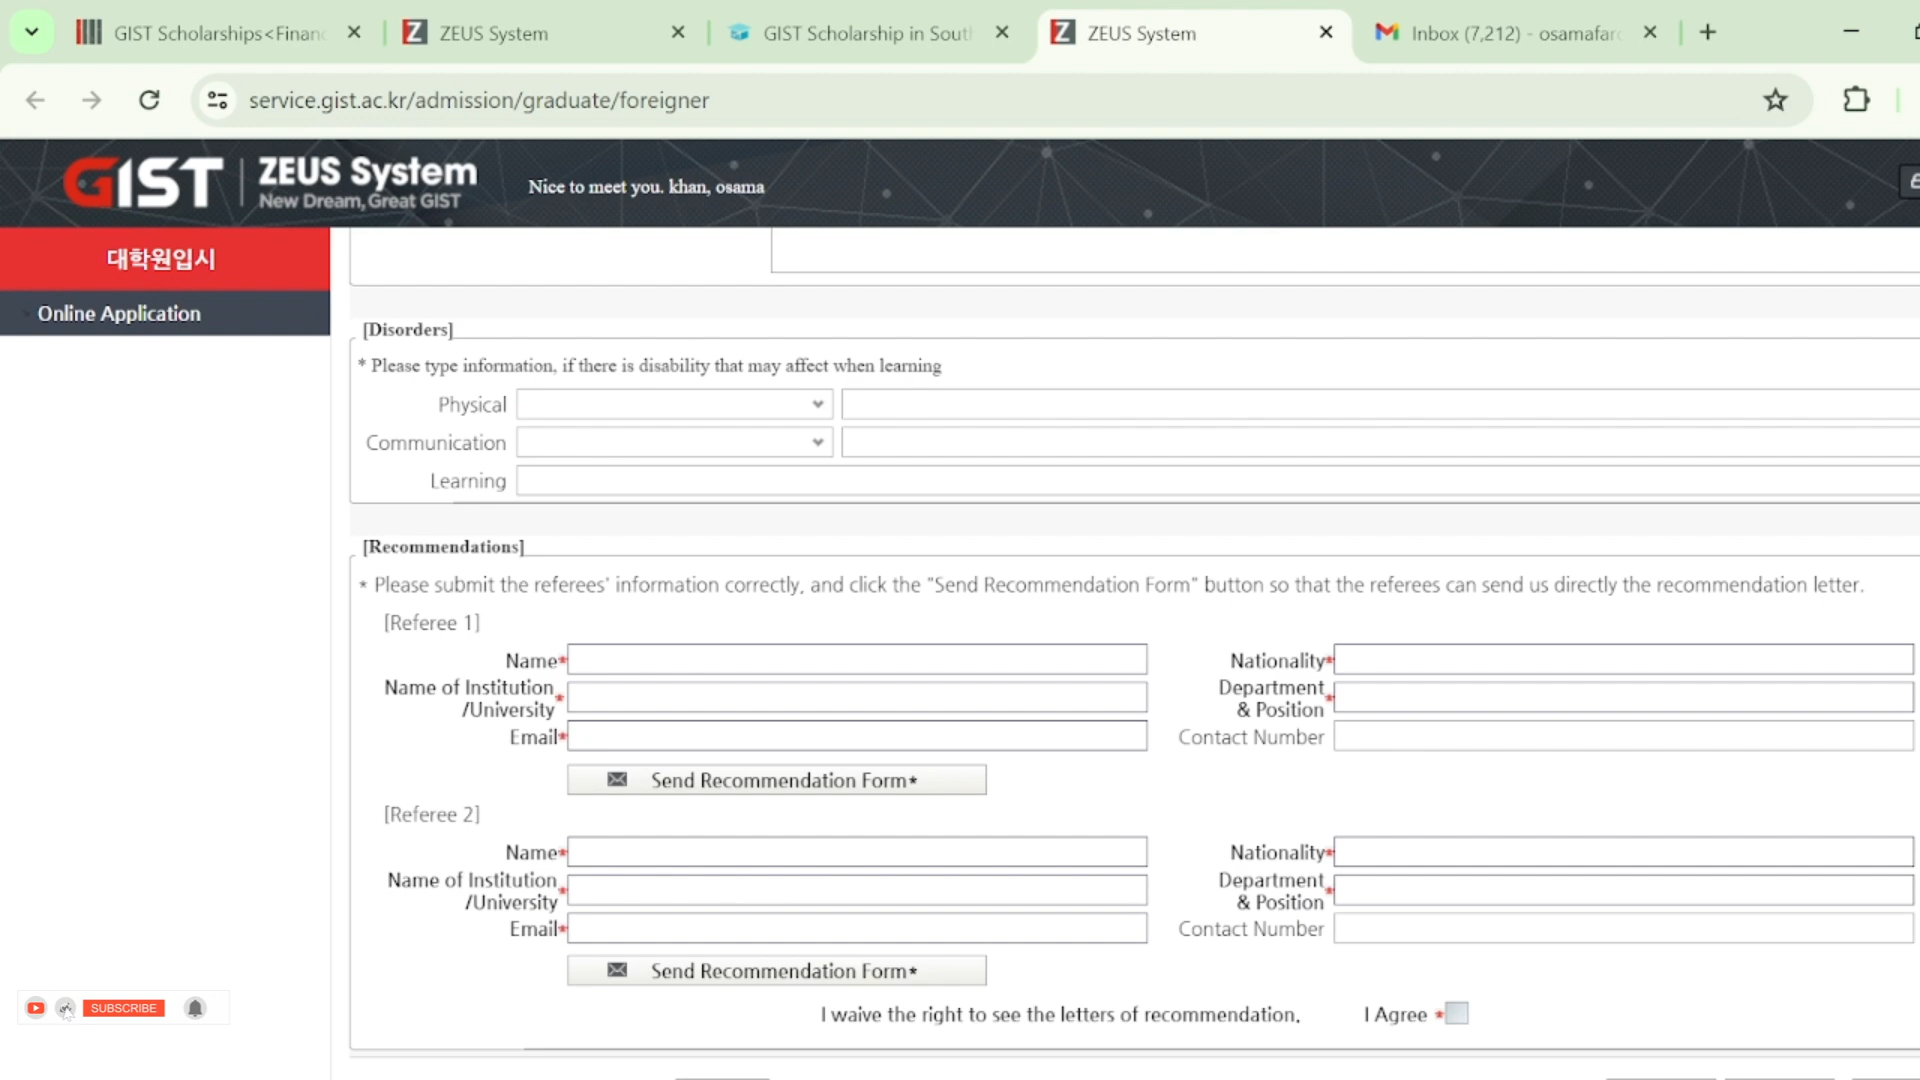 GIST Scholarships<Finan
ZEUS System
GIST Scholarship in Sout
ZEUS System
Inbox (7,212) - osamafar
service.gist.ac.kr/admission/graduate/foreigner
GIST
ZEUS System
New Dream, Great GIST
Nice to meet you. khan, osama
대학원입시
Online Application
[Disorders]
* Please type information, if there is disability that may affect when learning
Physical
Communication
Learning
[Recommendations]
* Please submit the referees' information correctly, and click the "Send Recommendation Form" button so that the referees can send us directly the recommendation letter.
[Referee 1]
Name* Nationality*
Name of Institution /University * Department & Position *
Email* Contact Number
Send Recommendation Form*
[Referee 2]
Name* Nationality*
Name of Institution /University * Department & Position *
Email* Contact Number
Send Recommendation Form*
I waive the right to see the letters of recommendation. I Agree *
SUBSCRIBE